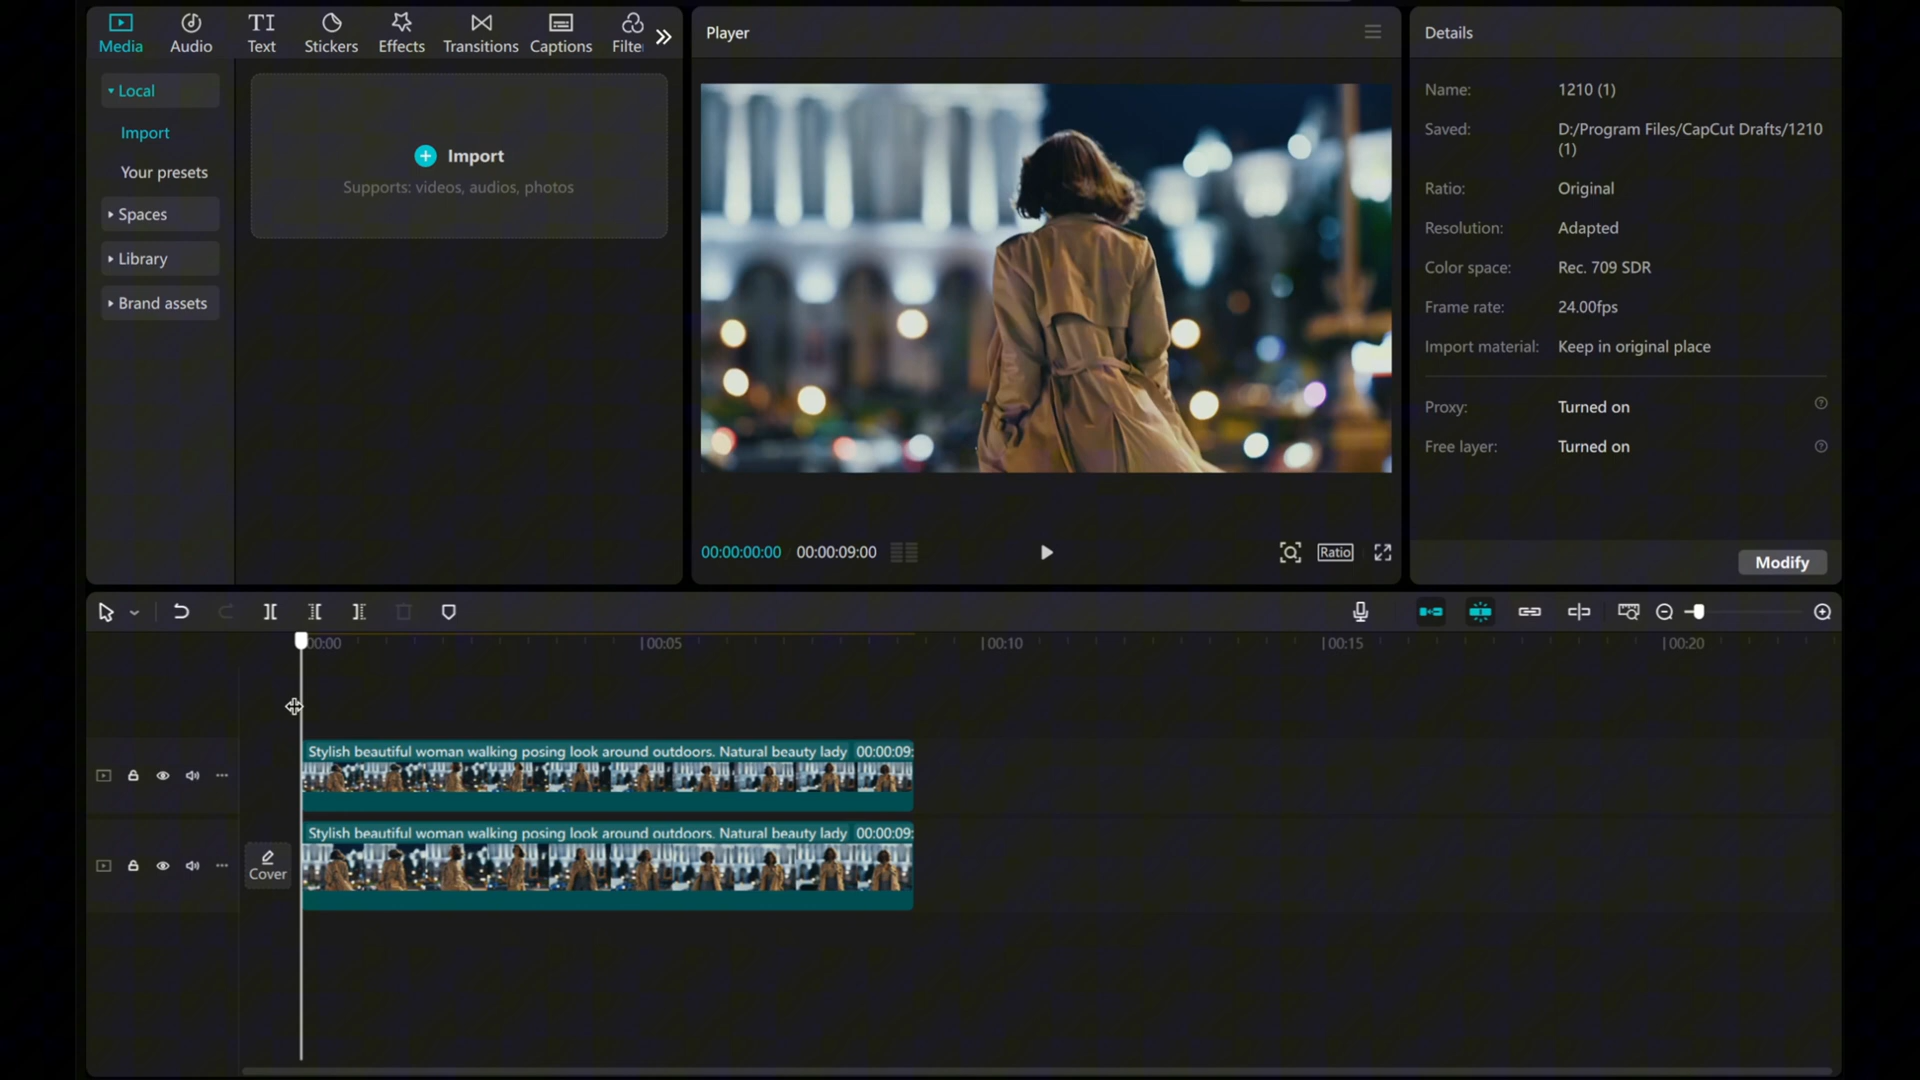 Media
Audio
TI
Text
Stickers
Effects
Transitions
Captions
Filte
Local
Import
Your presets
Spaces
Library
Brand assets
Import
Supports: videos, audios, photos
Player
00:00:00:00 00:00:09:00
Ratio
Details
Name: 1210 (1)
Saved: D:/Program Files/CapCut Drafts/1210
(1)
Ratio: Original
Resolution: Adapted
Color space: Rec. 709 SDR
Frame rate: 24.00fps
Import material: Keep in original place
Proxy: Turned on
Free layer: Turned on
Modify
00:00 00:05 00:10 00:15 00:20
Stylish beautiful woman walking posing look around outdoors. Natural beauty lady 00:00:09:
Stylish beautiful woman walking posing look around outdoors. Natural beauty lady 00:00:09:
Cover